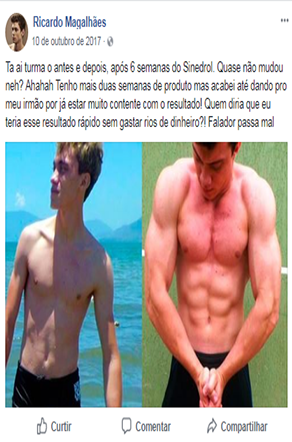 Ricardo Magalhães
10 de outubro de 2017 ·
Ta ai turma o antes e depois, após 6 semanas do Sinedrol. Quase não mudou
neh? Ahahah Tenho mais duas semanas de produto mas acabei até dando pro
meu irmão por já estar muito contente com o resultado! Quem diria que eu
teria esse resultado rápido sem gastar rios de dinheiro?! Falador passa mal
Curtir Comentar Compartilhar